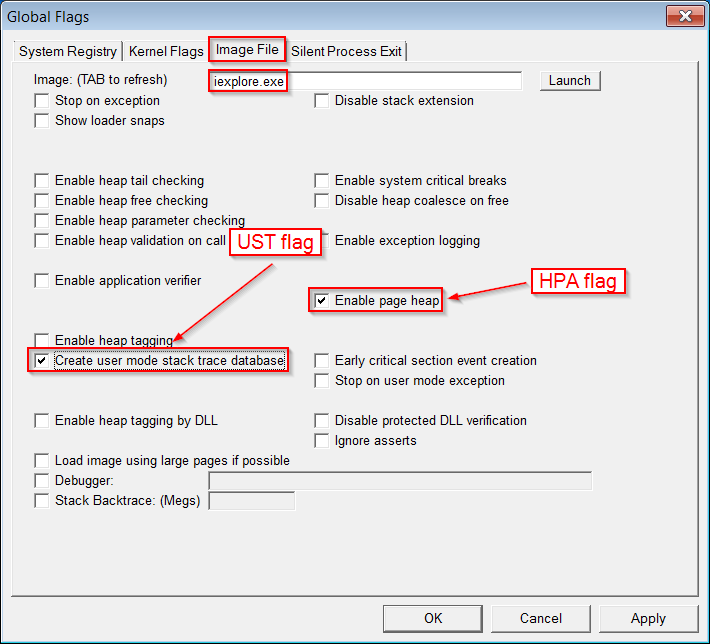 Global Flags
System Registry Kernel Flags Image File Silent Process Exit
Image: (TAB to refresh) iexplore.exe Launch
Stop on exception Disable stack extension
Show loader snaps
Enable heap tail checking Enable system critical breaks
Enable heap free checking Disable heap coalesce on free
Enable heap parameter checking
Enable heap validation on call UST flag Enable exception logging
Enable application verifier HPA flag
Enable page heap
Enable heap tagging
Create user mode stack trace database Early critical section event creation
Stop on user mode exception
Enable heap tagging by DLL Disable protected DLL verification
Ignore asserts
Load image using large pages if possible
Debugger:
Stack Backtrace: (Megs)
OK Cancel Apply